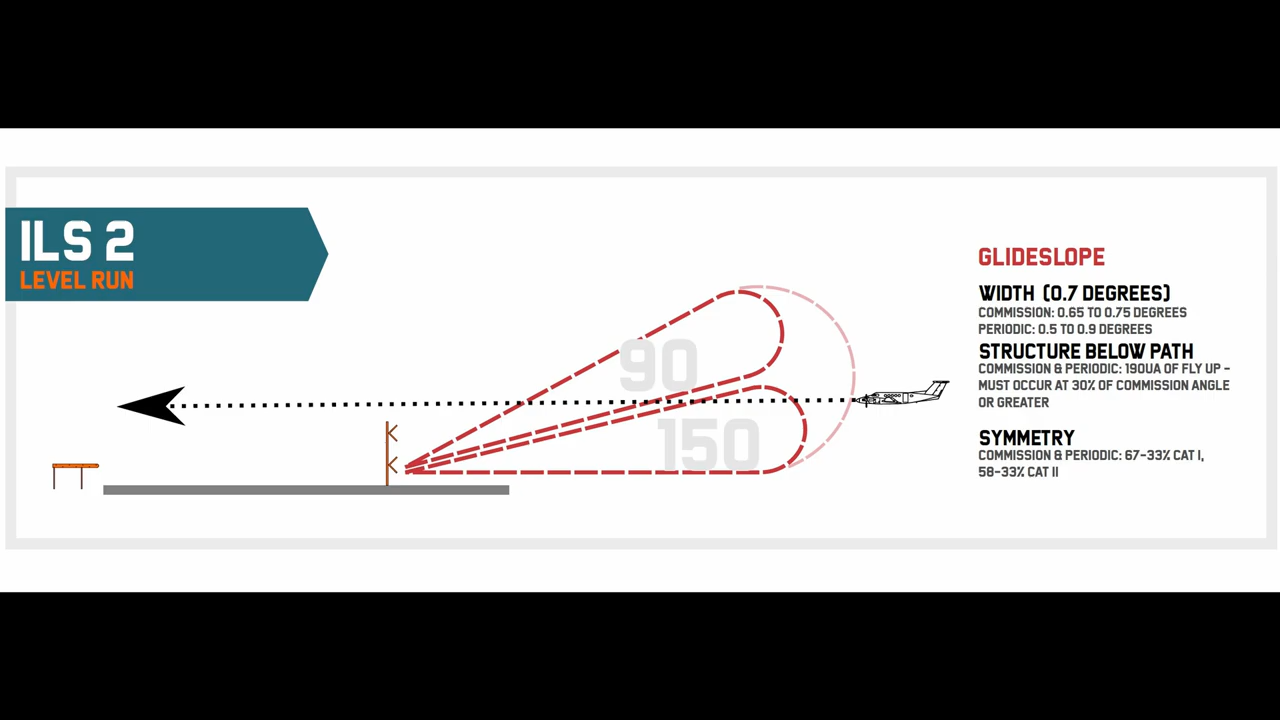 ILS 2
LEVEL RUN
90
150
GLIDESLOPE
WIDTH (0.7 DEGREES)
COMMISSION: 0.65 TO 0.75 DEGREES
PERIODIC: 0.5 TO 0.9 DEGREES
STRUCTURE BELOW PATH
COMMISSION & PERIODIC: 190UA OF FLY UP -
MUST OCCUR AT 30% OF COMMISSION ANGLE
OR GREATER
SYMMETRY
COMMISSION & PERIODIC: 67-33% CAT I,
58-33% CAT II